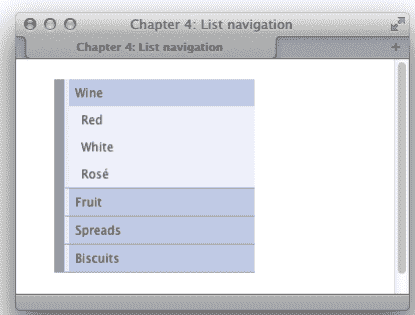 Chapter 4: List navigation
Chapter 4: List navigation
Wine
Red
White
Rosé
Fruit
Spreads
Biscuits